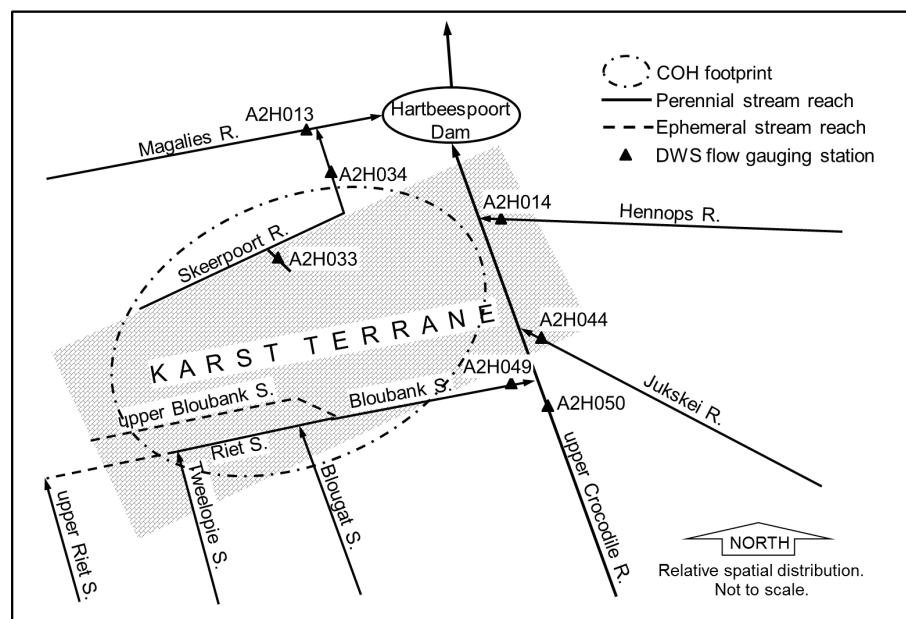 COH footprint
Perennial stream reach
Ephemeral stream reach
DWS flow gauging station
Hartbeespoort
Dam
A2H013
Magalies R.
A2H034
A2H014
Hennops R.
Skeerpoort R.
A2H033
KARST TERRANE
A2H044
A2H049
Jukskei R.
upper Bloubank S.
Bloubank S.
A2H050
Riet S.
upper Riet S.
Tweelopie S.
Blougat S.
upper Crocodile R.
NORTH
Relative spatial distribution.
Not to scale.